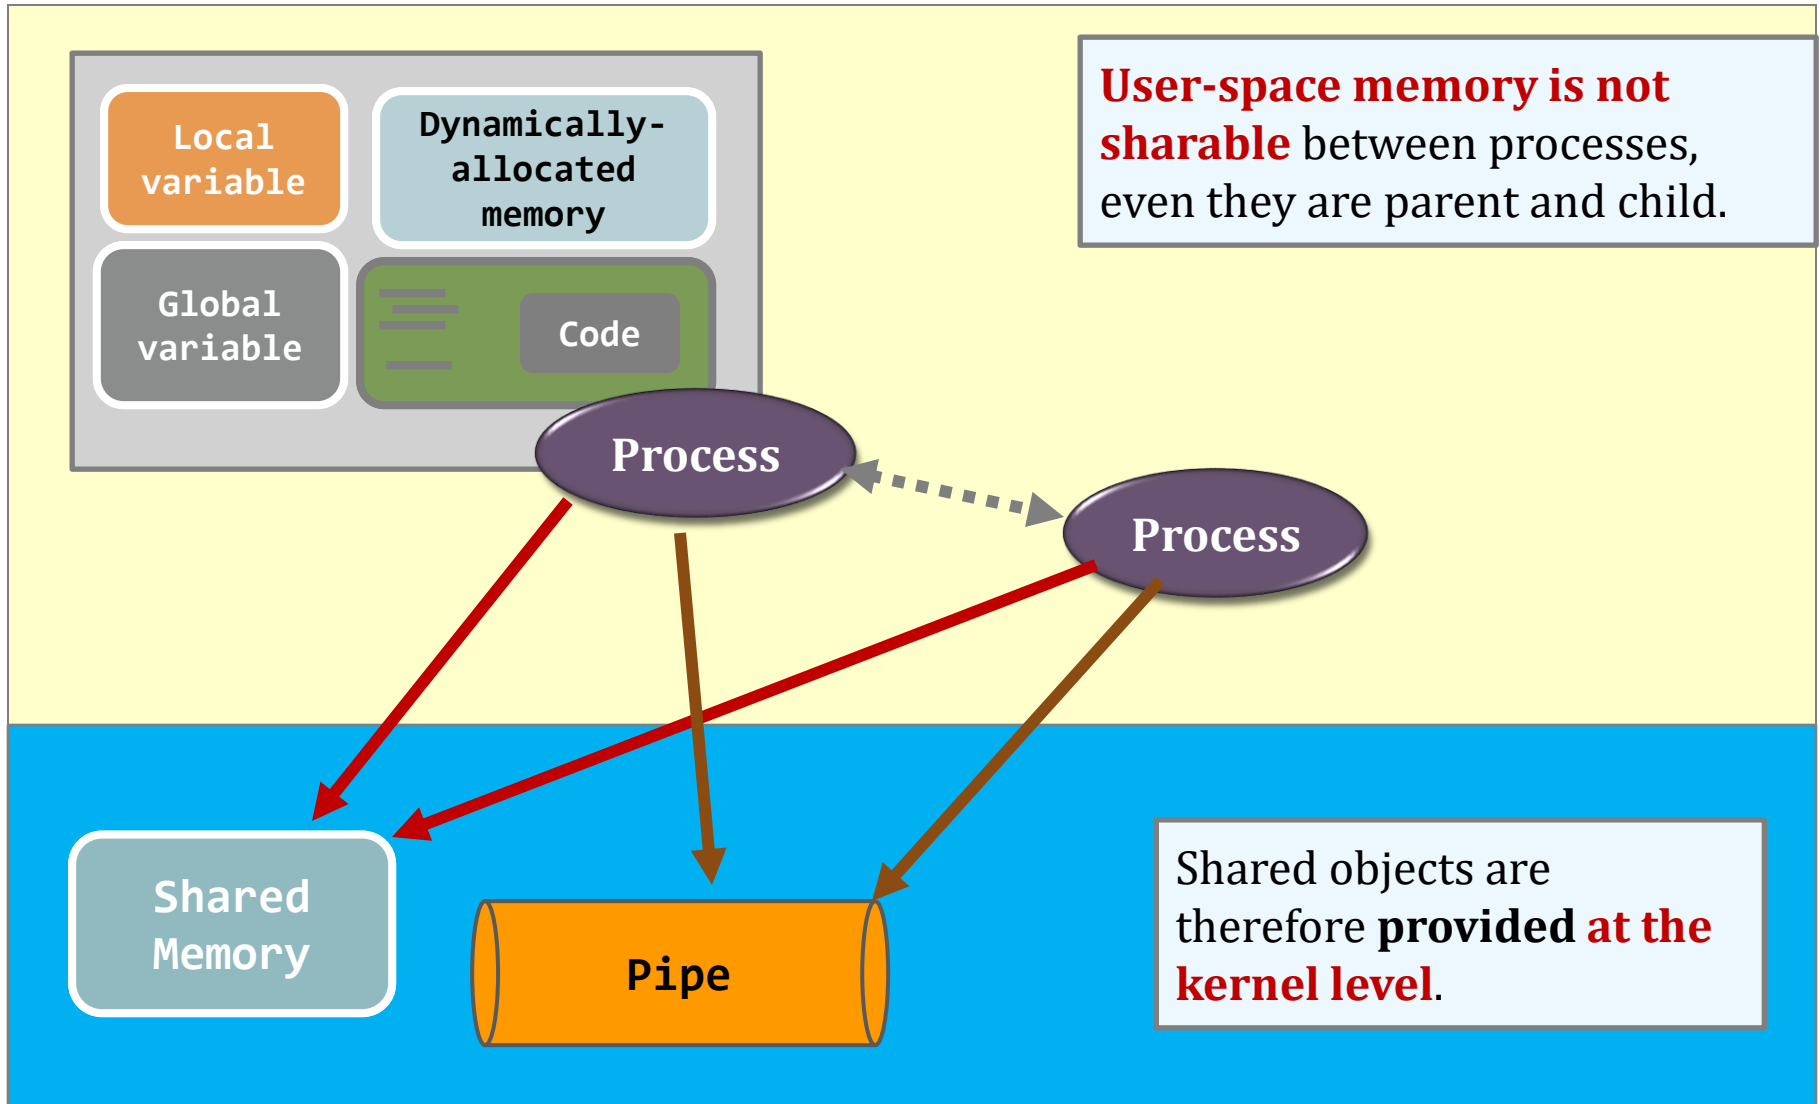 Local
variable
Dynamically-
allocated
memory
Global
variable
Code
User-space memory is not
sharable between processes,
even they are parent and child.
Process
Process
Shared
Memory
Pipe
Shared objects are
therefore provided at the
kernel level.